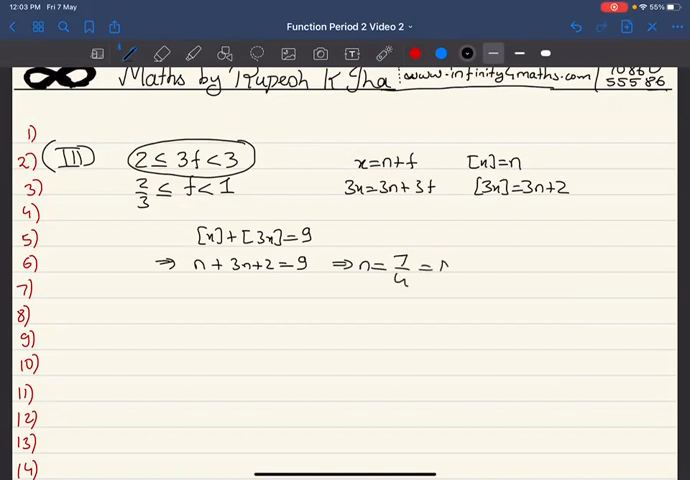 12:03 PM Fri 7 May
55%
Function Period 2 Video 2
Maths by Rupesh K Jha www.infinity4maths.com
55586
1)
2) (III) 2 ≤ 3f < 3 x = n + f [x] = n
3) 2/3 ≤ f < 1 3x = 3n + 3f [3x] = 3n + 2
4)
5) [x] + [3x] = 9
6) ⇒ n + 3n + 2 = 9 ⇒ n = 7/4 =
7)
8)
9)
10)
11)
12)
13)
14)